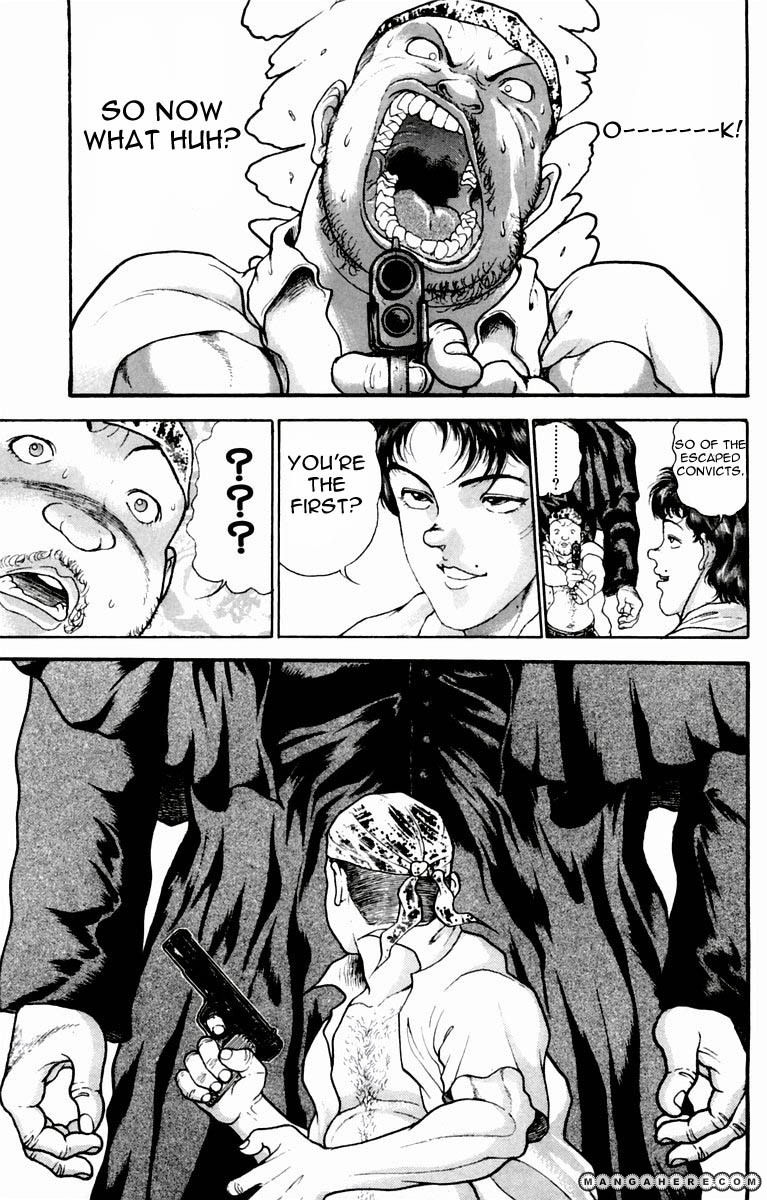 O-------K!
SO NOW
WHAT HUH?
SO OF THE
ESCAPED
CONVICTS,
........?
YOU'RE
THE
FIRST?
? ? ?
MANGAHERE.COM